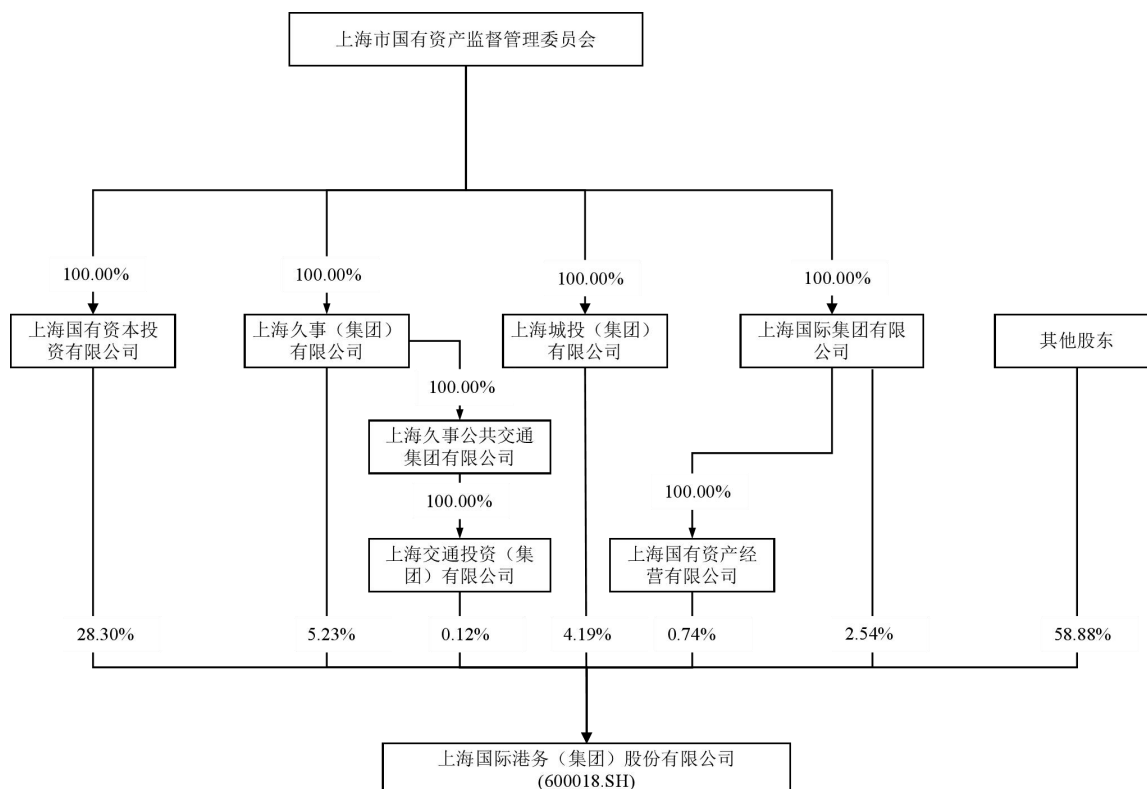 上海市国有资产监督管理委员会
100.00%
100.00%
100.00%
100.00%
上海国有资本投
资有限公司
上海久事（集团）
有限公司
上海城投（集团）
有限公司
上海国际集团有限
公司
其他股东
100.00%
上海久事公共交通
集团有限公司
100.00%
100.00%
上海交通投资（集
团）有限公司
上海国有资产经
营有限公司
28.30%
5.23%
0.12%
4.19%
0.74%
2.54%
58.88%
上海国际港务（集团）股份有限公司
(600018.SH)